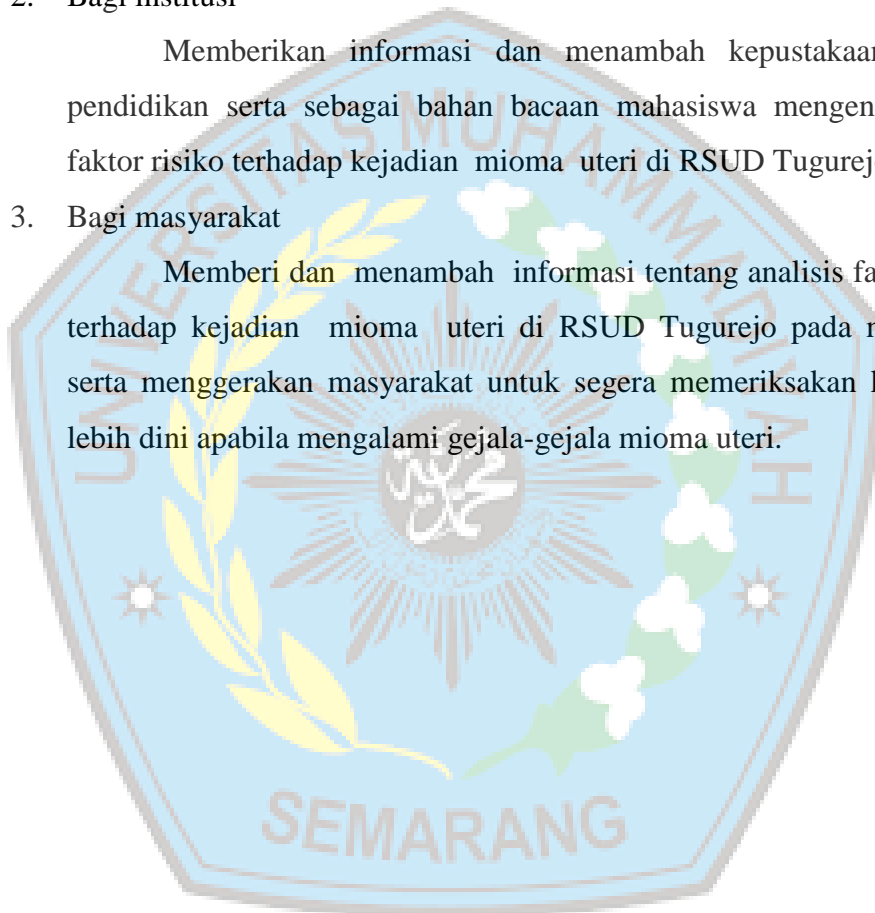 2. Bagi institusi
Memberikan informasi dan menambah kepustakaan
pendidikan serta sebagai bahan bacaan mahasiswa mengen
faktor risiko terhadap kejadian mioma uteri di RSUD Tugurej
3. Bagi masyarakat
Memberi dan menambah informasi tentang analisis fa
terhadap kejadian mioma uteri di RSUD Tugurejo pada
serta menggerakan masyarakat untuk segera memeriksakan
lebih dini apabila mengalami gejala-gejala mioma uteri.
UNIVERSITAS MUHAMMADIYAH
محمد
SEMARANG